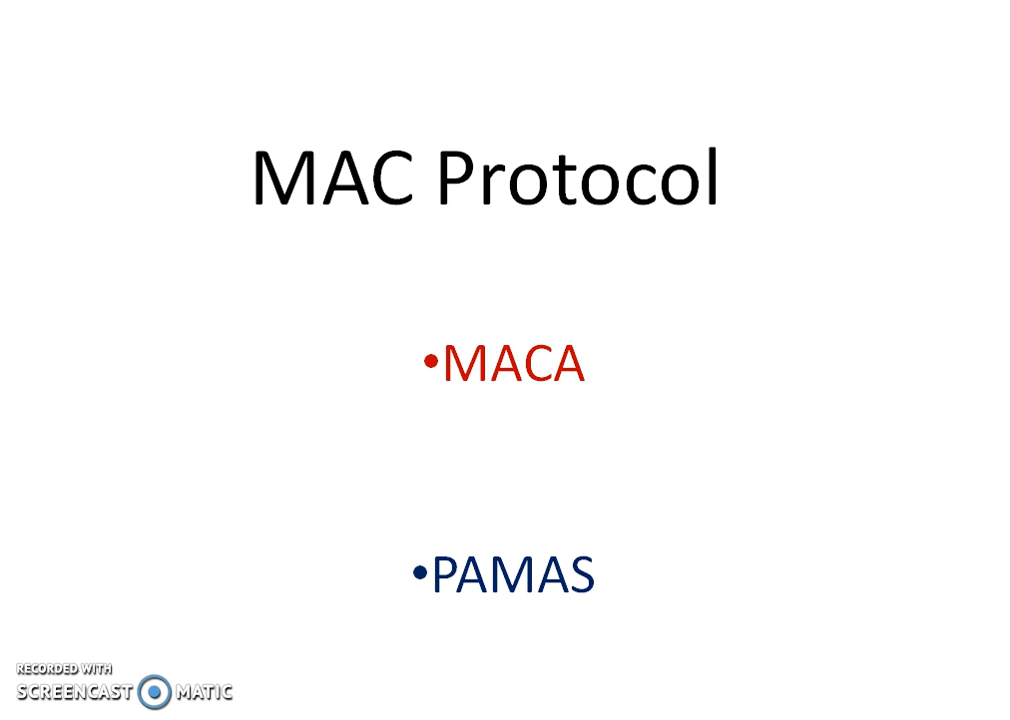 MAC Protocol
•MACA
•PAMAS
RECORDED WITH
SCREENCAST MATIC